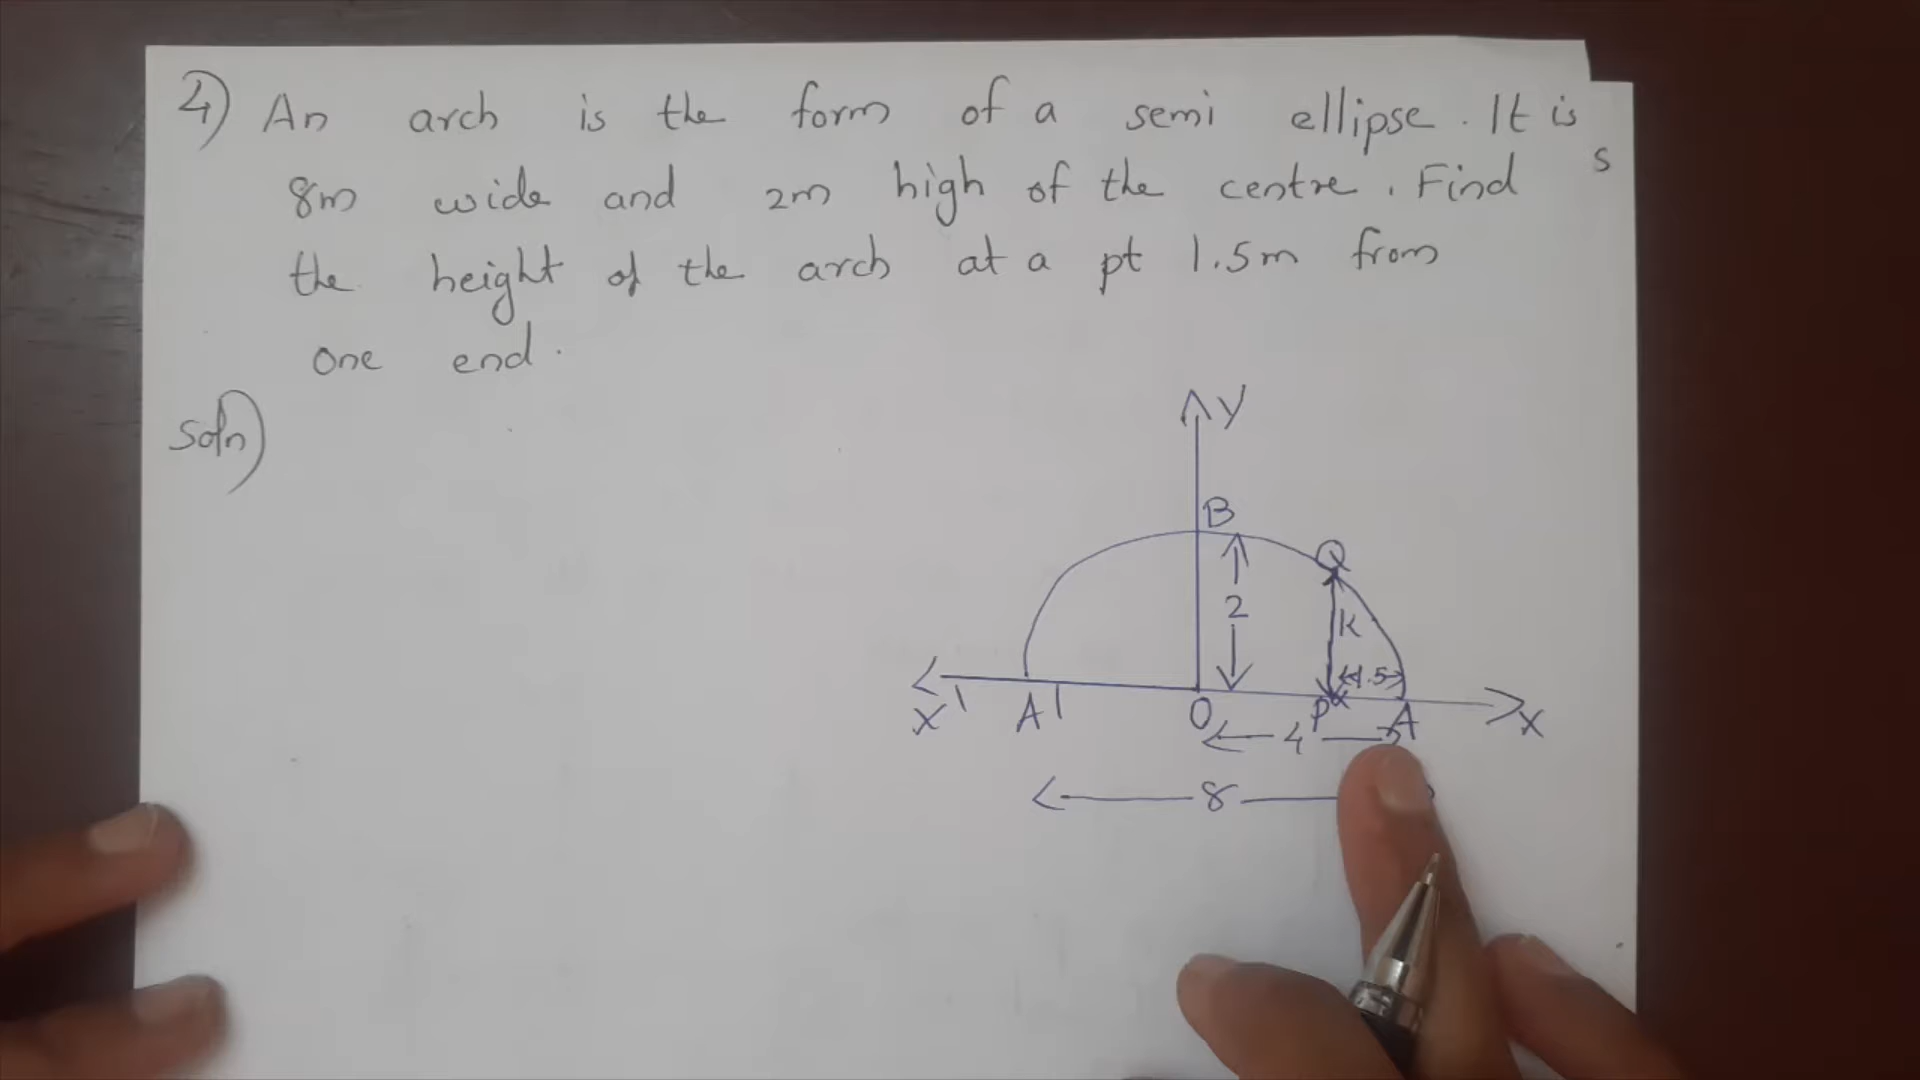 4) An arch is the form of a semi ellipse. It is
8m wide and 2m high of the centre. Find
s
the height of the arch at a pt 1.5m from
one end.
Soln)
Y
B
Q
2
K
1.5
X'
A'
O
P
A
X
4
8